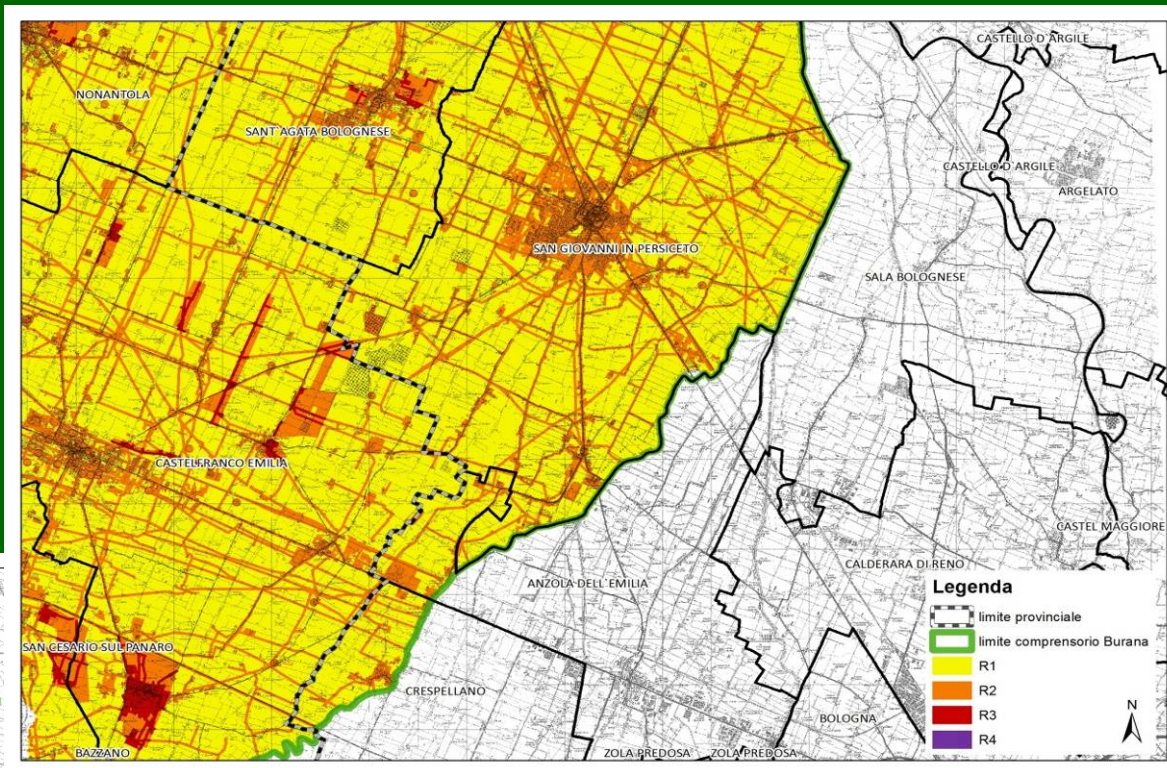 CASTELLO D`ARGILE
NONANTOLA
SANT`AGATA BOLOGNESE
CASTELLO D`ARGILE
ARGELATO
SAN GIOVANNI IN PERSICETO
SALA BOLOGNESE
CASTELFRANCO EMILIA
CASTEL MAGGIORE
CALDERARA DI RENO
ANZOLA DELL`EMILIA
SAN CESARIO SUL PANARO
CRESPELLANO
BOLOGNA
BAZZANO
ZOLA PREDOSA
ZOLA PREDOSA
Legenda
limite provinciale
limite comprensorio Burana
R1
R2
R3
R4
N